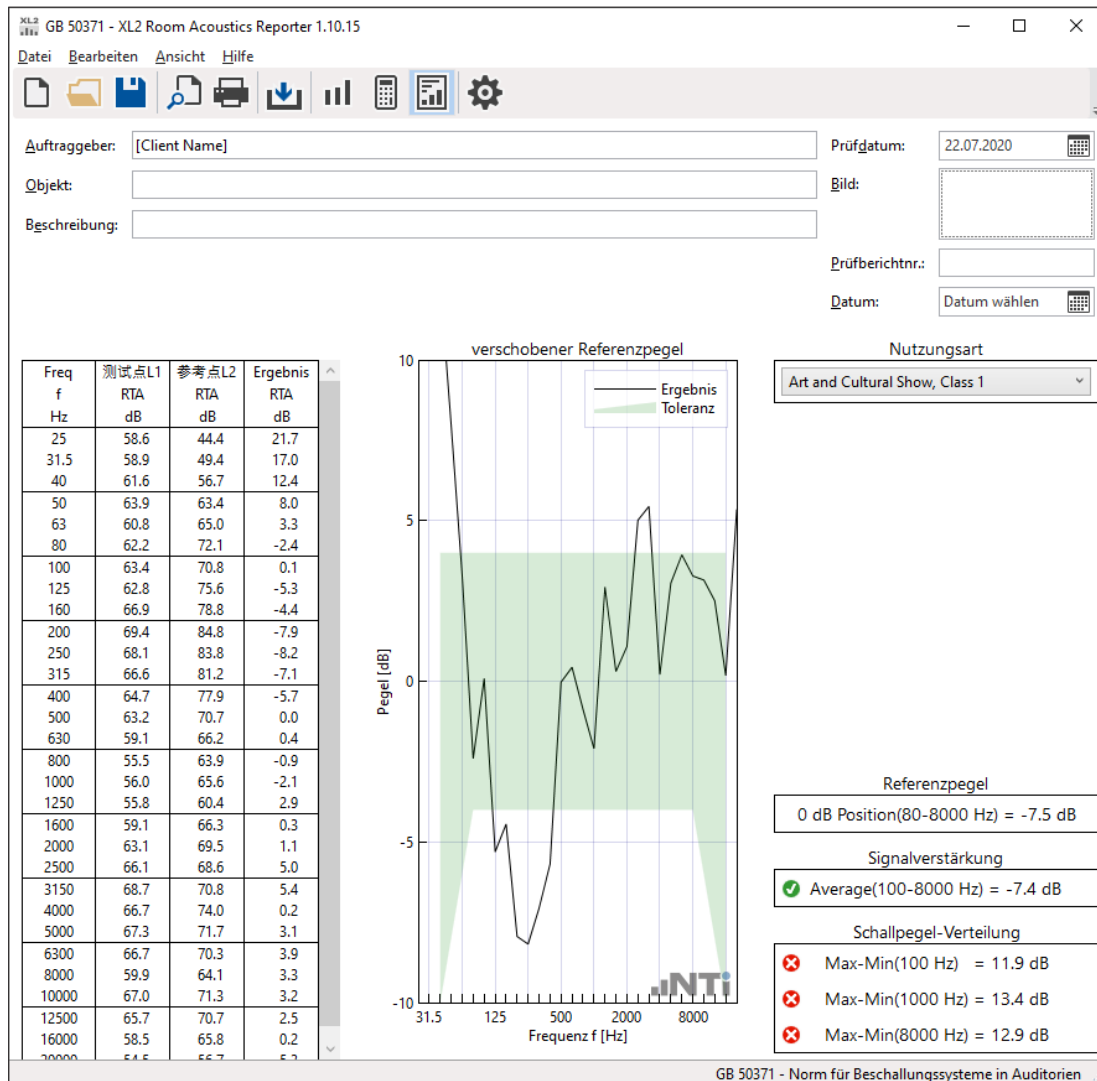 XL2
GB 50371 - XL2 Room Acoustics Reporter 1.10.15
Datei Bearbeiten Ansicht Hilfe
Auftraggeber: [Client Name]
Prüfdatum: 22.07.2020
Objekt:
Bild:
Beschreibung:
Prüfberichtnr.:
Datum: Datum wählen
Freq 测试点L1 参考点L2 Ergebnis
f RTA RTA RTA
Hz dB dB dB
25 58.6 44.4 21.7
31.5 58.9 49.4 17.0
40 61.6 56.7 12.4
50 63.9 63.4 8.0
63 60.8 65.0 3.3
80 62.2 72.1 -2.4
100 63.4 70.8 0.1
125 62.8 75.6 -5.3
160 66.9 78.8 -4.4
200 69.4 84.8 -7.9
250 68.1 83.8 -8.2
315 66.6 81.2 -7.1
400 64.7 77.9 -5.7
500 63.2 70.7 0.0
630 59.1 66.2 0.4
800 55.5 63.9 -0.9
1000 56.0 65.6 -2.1
1250 55.8 60.4 2.9
1600 59.1 66.3 0.3
2000 63.1 69.5 1.1
2500 66.1 68.6 5.0
3150 68.7 70.8 5.4
4000 66.7 74.0 0.2
5000 67.3 71.7 3.1
6300 66.7 70.3 3.9
8000 59.9 64.1 3.3
10000 67.0 71.3 3.2
12500 65.7 70.7 2.5
16000 58.5 65.8 0.2
verschobener Referenzpegel
Ergebnis
Toleranz
10
5
0
-5
-10
Pegel [dB]
31.5 125 500 2000 8000
Frequenz f [Hz]
NTi
Nutzungsart
Art and Cultural Show, Class 1
Referenzpegel
0 dB Position(80-8000 Hz) = -7.5 dB
Signalverstärkung
Average(100-8000 Hz) = -7.4 dB
Schallpegel-Verteilung
Max-Min(100 Hz) = 11.9 dB
Max-Min(1000 Hz) = 13.4 dB
Max-Min(8000 Hz) = 12.9 dB
GB 50371 - Norm für Beschallungssysteme in Auditorien